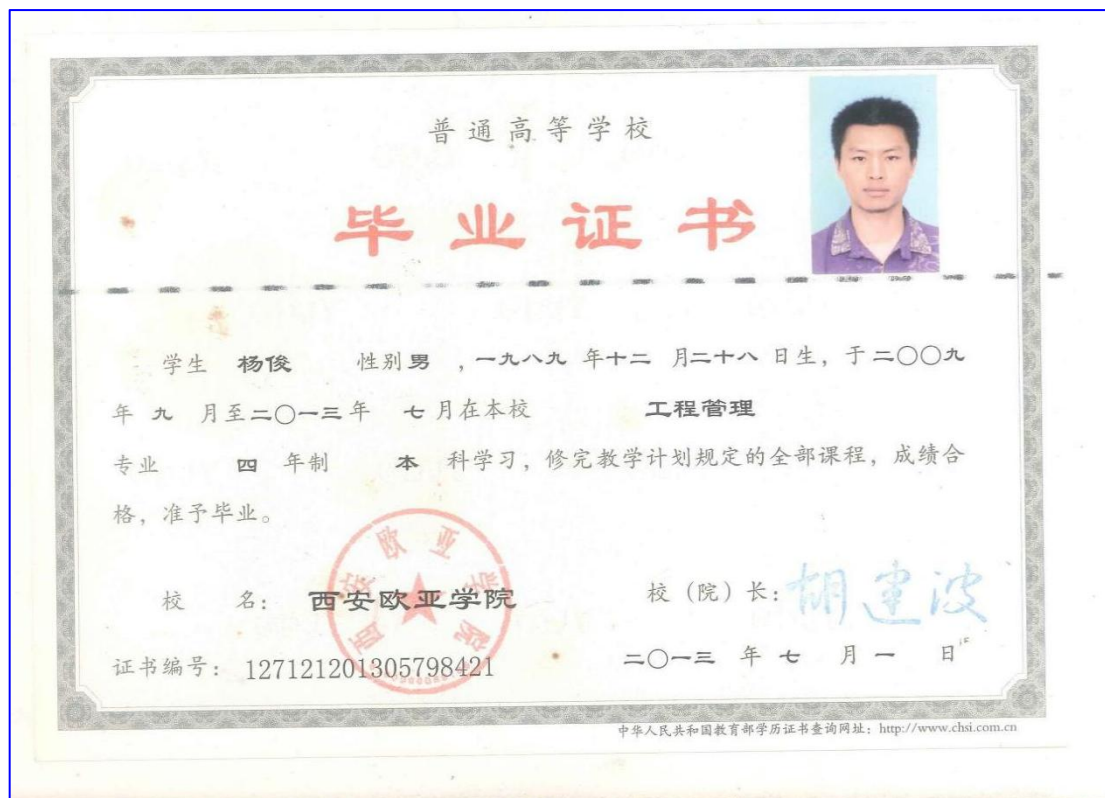 普通高等学校
毕业证书
学生 杨俊 性别 男 ，一九八九 年十二 月二十八 日生，于二〇〇九
年 九 月至二〇一三年 七 月在本校 工程管理
专业 四 年制 本 科学习，修完教学计划规定的全部课程，成绩合
格，准予毕业。
西安欧亚学院
校 名： 西安欧亚学院 校（院）长：胡建波
证书编号： 127121201305798421 二〇一三 年 七 月 一 日
中华人民共和国教育部学历证书查询网址：http://www.chsi.com.cn